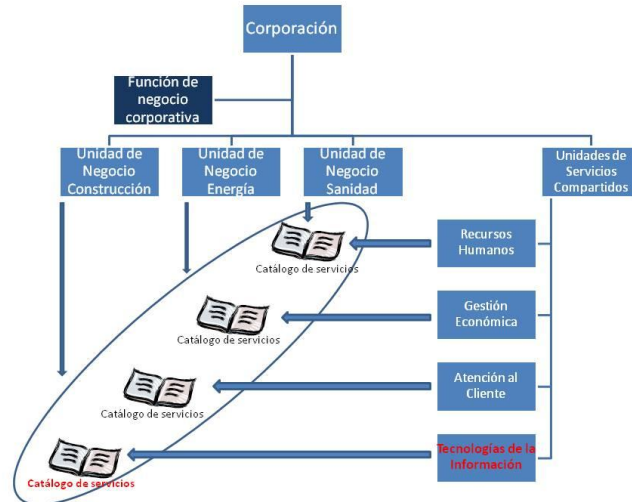 Corporación
Función de
negocio
corporativa
Unidad de
Negocio
Construcción
Unidad de
Negocio
Energía
Unidad de
Negocio
Sanidad
Unidades de
Servicios
Compartidos
Recursos
Humanos
Catálogo de servicios
Gestión
Económica
Catálogo de servicios
Atención al
Cliente
Catálogo de servicios
Tecnologías de la
Información
Catálogo de servicios